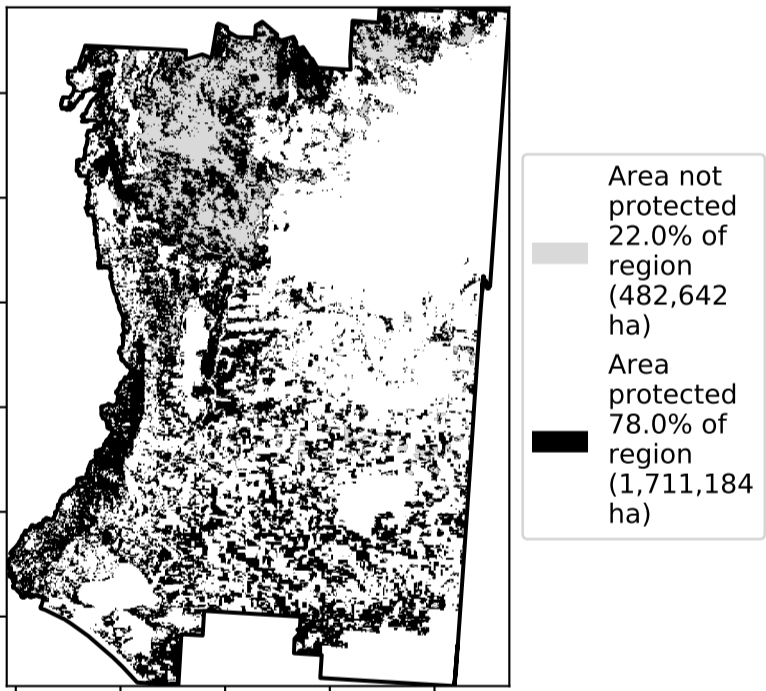 Area not
protected
22.0% of
region
(482,642
ha)
Area
protected
78.0% of
region
(1,711,184
ha)